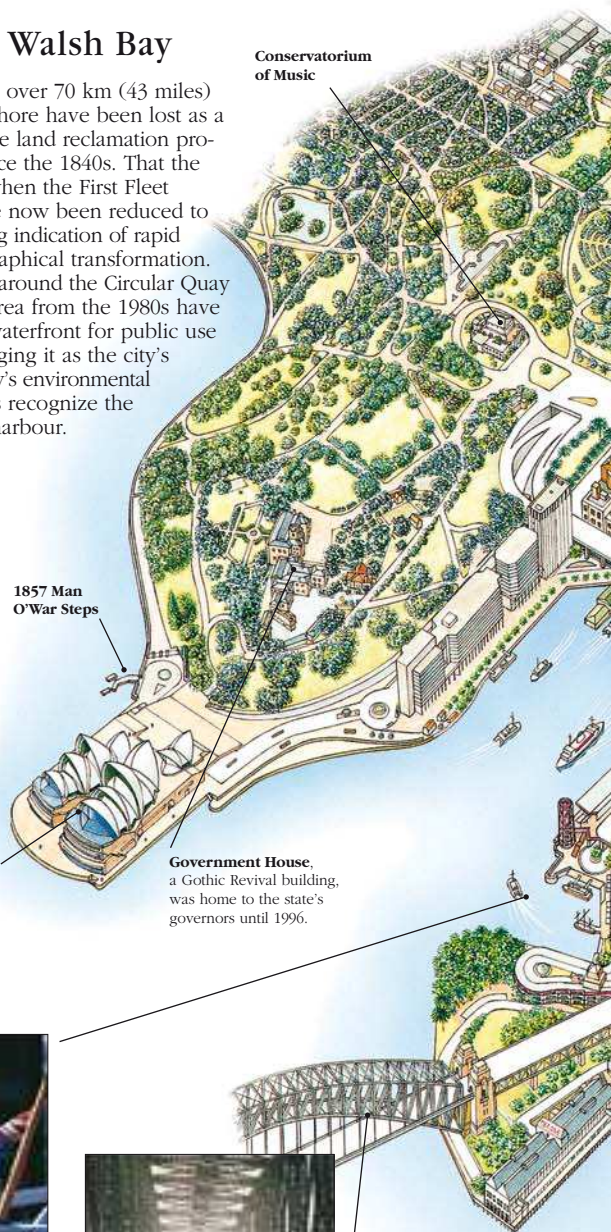 Walsh Bay
over 70 km (43 miles)
hore have been lost as a
e land reclamation pro-
ce the 1840s. That the
hen the First Fleet
e now been reduced to
g indication of rapid
aphical transformation.
around the Circular Quay
rea from the 1980s have
aterfront for public use
ging it as the city's
y's environmental
s recognize the
arbour.
Conservatorium
of Music
1857 Man
O'War Steps
Government House,
a Gothic Revival building,
was home to the state's
governors until 1996.